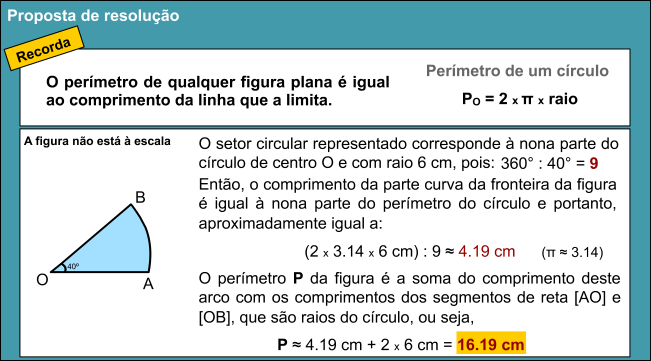 Proposta de resolução
Recorda
O perímetro de qualquer figura plana é igual
ao comprimento da linha que a limita.
Perímetro de um círculo
PO = 2 x π x raio
A figura não está à escala
O setor circular representado corresponde à nona parte do
círculo de centro O e com raio 6 cm, pois: 360° : 40° = 9
Então, o comprimento da parte curva da fronteira da figura
é igual à nona parte do perímetro do círculo e portanto,
aproximadamente igual a:
(2 x 3.14 x 6 cm) : 9 ≈ 4.19 cm (π ≈ 3.14)
O perímetro P da figura é a soma do comprimento deste
arco com os comprimentos dos segmentos de reta [AO] e
[OB], que são raios do círculo, ou seja,
P ≈ 4.19 cm + 2 x 6 cm = 16.19 cm
B
40°
O
A